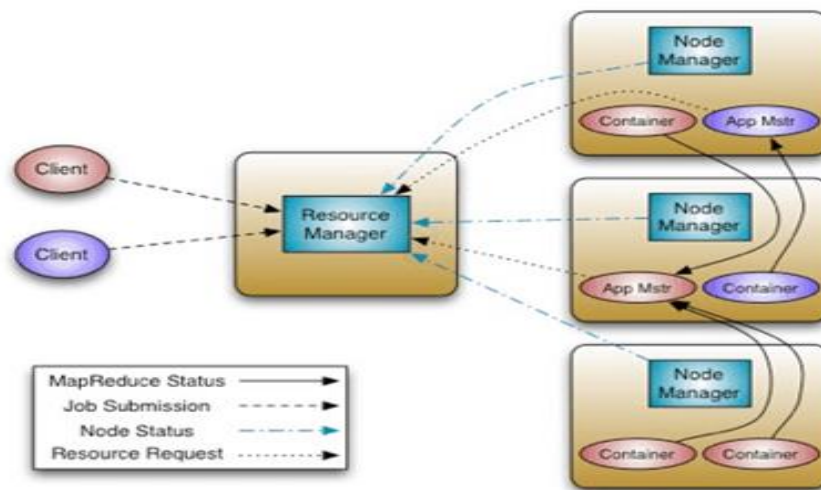 Client
Client
Resource
Manager
Node
Manager
Container
App Mstr
Node
Manager
App Mstr
Container
Node
Manager
Container
Container
MapReduce Status
Job Submission
Node Status
Resource Request